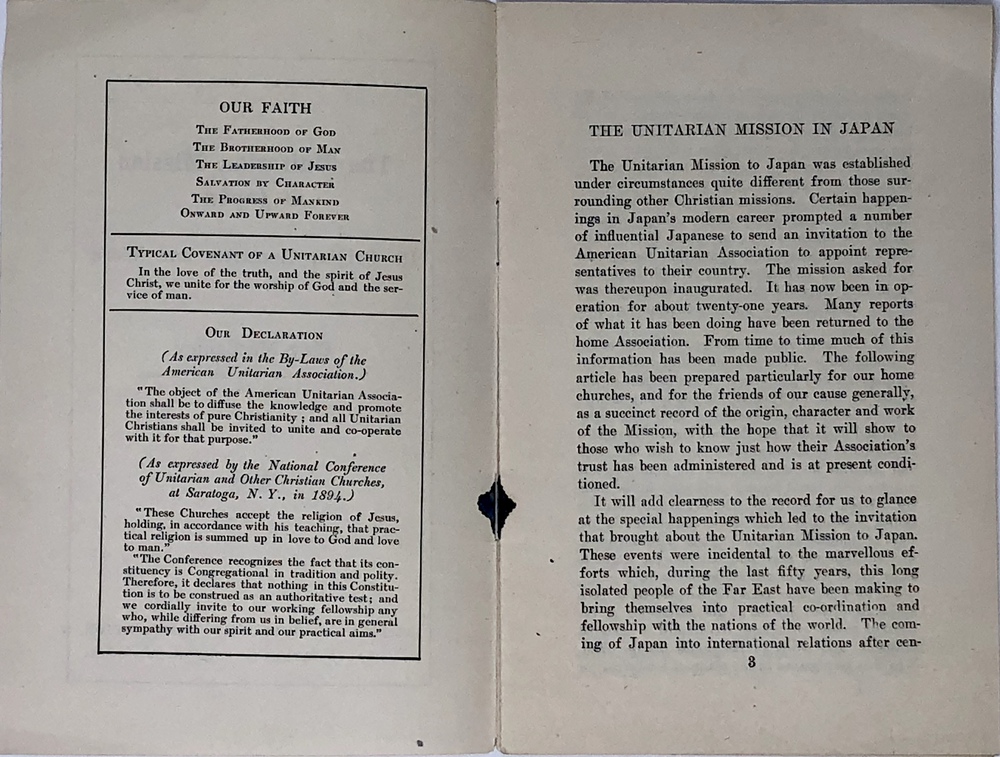 OUR FAITH
THE FATHERHOOD OF GOD
THE BROTHERHOOD OF MAN
THE LEADERSHIP OF JESUS
SALVATION BY CHARACTER
THE PROGRESS OF MANKIND
ONWARD AND UPWARD FOREVER
TYPICAL COVENANT OF A UNITARIAN CHURCH
In the love of the truth, and the spirit of Jesus
Christ, we unite for the worship of God and the ser-
vice of man.
OUR DECLARATION
(As expressed in the By-Laws of the
American Unitarian Association.)
"The object of the American Unitarian Associa-
tion shall be to diffuse the knowledge and promote
the interests of pure Christianity ; and all Unitarian
Christians shall be invited to unite and co-operate
with it for that purpose."
(As expressed by the National Conference
of Unitarian and Other Christian Churches,
at Saratoga, N. Y., in 1894.)
"These Churches accept the religion of Jesus,
holding, in accordance with his teaching, that prac-
tical religion is summed up in love to God and love
to man."
"The Conference recognizes the fact that its con-
stituency is Congregational in tradition and polity.
Therefore, it declares that nothing in this Constitu-
tion is to be construed as an authoritative test; and
we cordially invite to our working fellowship any
who, while differing from us in belief, are in general
sympathy with our spirit and our practical aims."
THE UNITARIAN MISSION IN JAPAN
The Unitarian Mission to Japan was established
under circumstances quite different from those sur-
rounding other Christian missions. Certain happen-
ings in Japan's modern career prompted a number
of influential Japanese to send an invitation to the
American Unitarian Association to appoint repre-
sentatives to their country. The mission asked for
was thereupon inaugurated. It has now been in op-
eration for about twenty-one years. Many reports
of what it has been doing have been returned to the
home Association. From time to time much of this
information has been made public. The following
article has been prepared particularly for our home
churches, and for the friends of our cause generally,
as a succinct record of the origin, character and work
of the Mission, with the hope that it will show to
those who wish to know just how their Association's
trust has been administered and is at present condi-
tioned.
It will add clearness to the record for us to glance
at the special happenings which led to the invitation
that brought about the Unitarian Mission to Japan.
These events were incidental to the marvellous ef-
forts which, during the last fifty years, this long
isolated people of the Far East have been making to
bring themselves into practical co-ordination and
fellowship with the nations of the world. The com-
ing of Japan into international relations after cen-
3